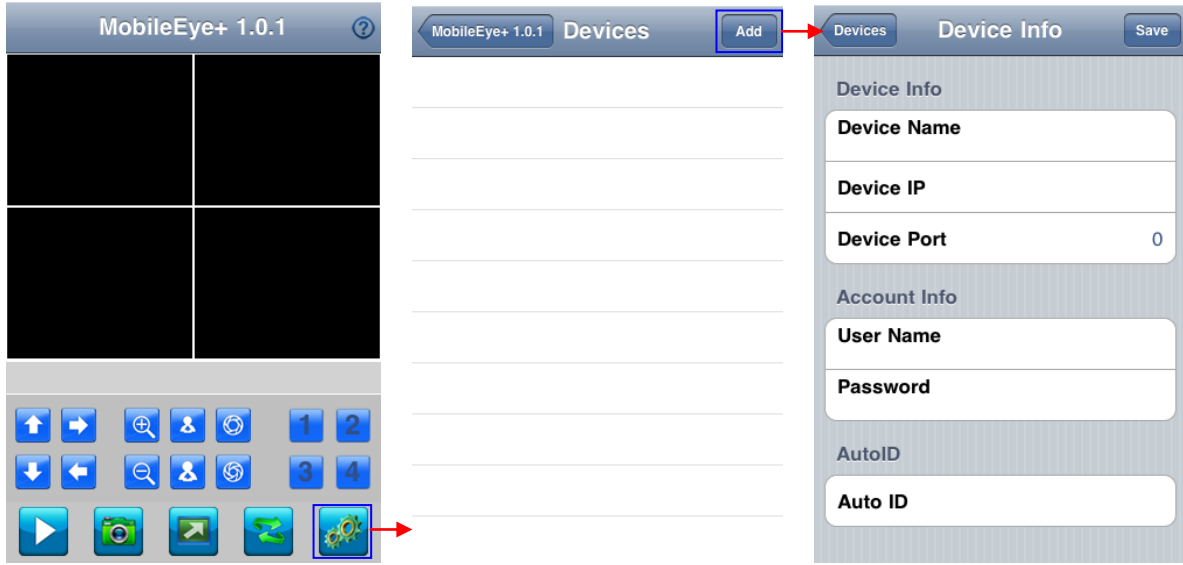 MobileEye+ 1.0.1 ?
1 2
3 4
MobileEye+ 1.0.1 Devices Add
Devices Device Info Save
Device Info
Device Name
Device IP
Device Port 0
Account Info
User Name
Password
AutoID
Auto ID